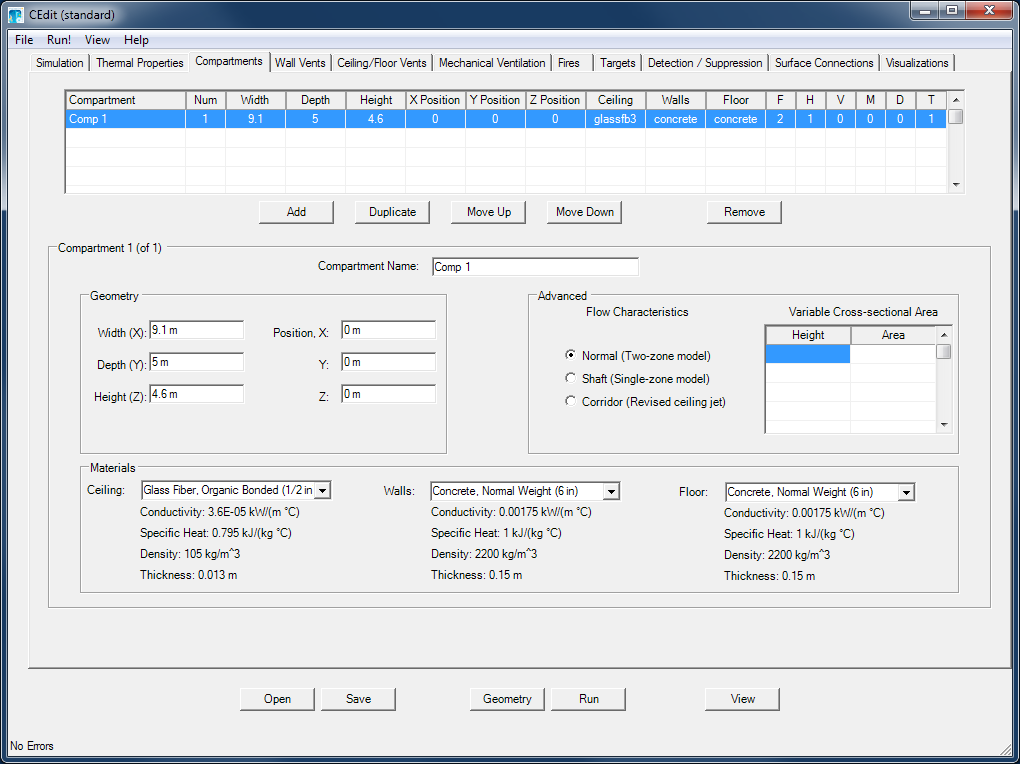 CEdit (standard)
File Run! View Help
Simulation Thermal Properties Compartments Wall Vents Ceiling/Floor Vents Mechanical Ventilation Fires Targets Detection / Suppression Surface Connections Visualizations
Compartment Num Width Depth Height X Position Y Position Z Position Ceiling Walls Floor F H V M D T
Comp 1 1 9.1 5 4.6 0 0 0 glassfb3 concrete concrete 2 1 0 0 0 1
Add Duplicate Move Up Move Down Remove
Compartment 1 (of 1)
Compartment Name: Comp 1
Geometry
Width (X): 9.1 m Position, X: 0 m
Depth (Y): 5 m Y: 0 m
Height (Z): 4.6 m Z: 0 m
Advanced
Flow Characteristics
Normal (Two-zone model)
Shaft (Single-zone model)
Corridor (Revised ceiling jet)
Variable Cross-sectional Area
Height Area
Materials
Ceiling: Glass Fiber, Organic Bonded (1/2 in
Conductivity: 3.6E-05 kW/(m °C)
Specific Heat: 0.795 kJ/(kg °C)
Density: 105 kg/m^3
Thickness: 0.013 m
Walls: Concrete, Normal Weight (6 in)
Conductivity: 0.00175 kW/(m °C)
Specific Heat: 1 kJ/(kg °C)
Density: 2200 kg/m^3
Thickness: 0.15 m
Floor: Concrete, Normal Weight (6 in)
Conductivity: 0.00175 kW/(m °C)
Specific Heat: 1 kJ/(kg °C)
Density: 2200 kg/m^3
Thickness: 0.15 m
Open Save Geometry Run View
No Errors